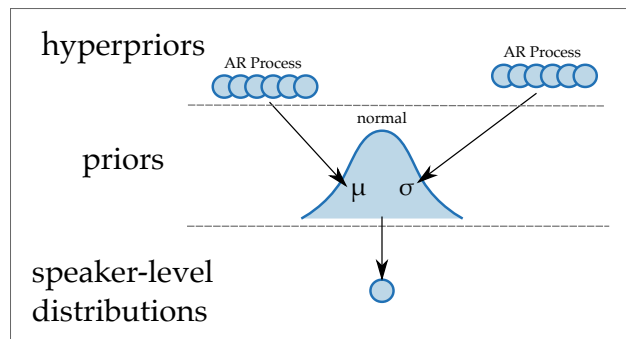 hyperpriors
AR Process
AR Process
normal
priors
μ
σ
speaker-level
distributions